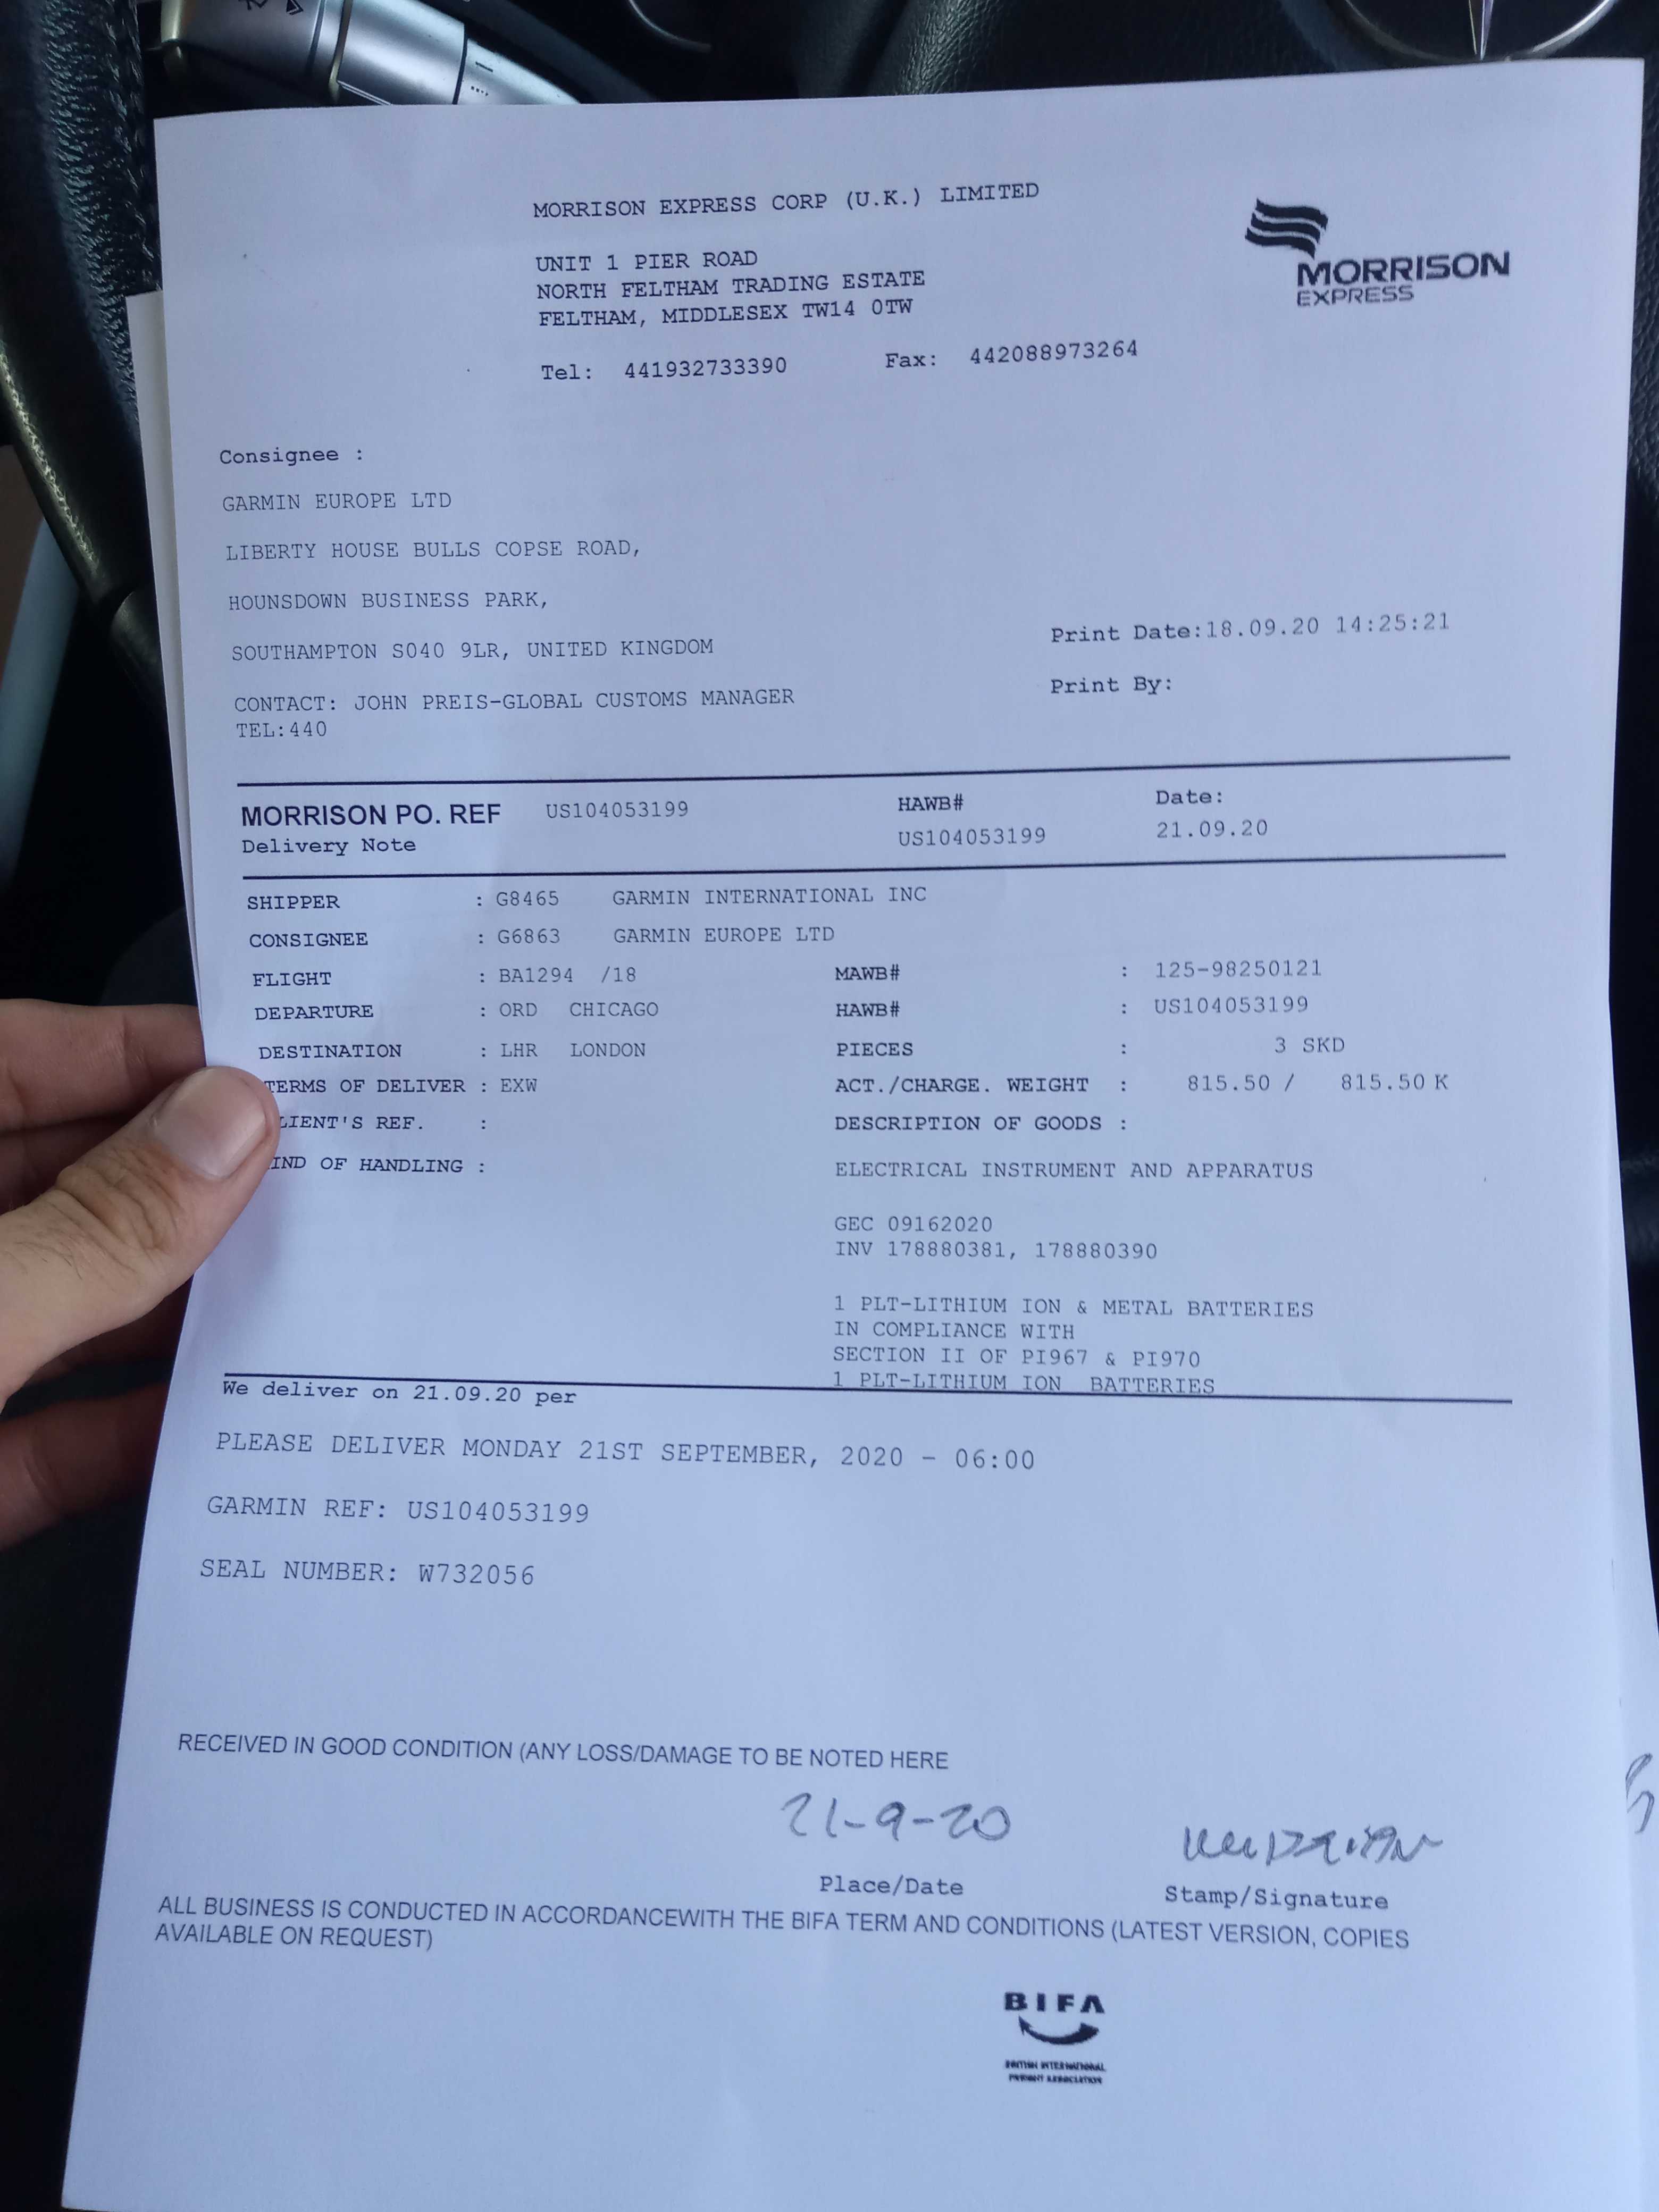 MORRISON EXPRESS CORP (U.K.) LIMITED
MORRISON
EXPRESS
UNIT 1 PIER ROAD
NORTH FELTHAM TRADING ESTATE
FELTHAM, MIDDLESEX TW14 0TW
Tel: 441932733390 Fax: 442088973264
Consignee :
GARMIN EUROPE LTD
LIBERTY HOUSE BULLS COPSE ROAD,
HOUNSDOWN BUSINESS PARK,
SOUTHAMPTON SO40 9LR, UNITED KINGDOM
CONTACT: JOHN PREIS-GLOBAL CUSTOMS MANAGER
TEL:440
Print Date:18.09.20 14:25:21
Print By:
MORRISON PO. REF US104053199 HAWB# Date:
Delivery Note US104053199 21.09.20
SHIPPER : G8465 GARMIN INTERNATIONAL INC
CONSIGNEE : G6863 GARMIN EUROPE LTD
FLIGHT : BA1294 /18 MAWB# : 125-98250121
DEPARTURE : ORD CHICAGO HAWB# : US104053199
DESTINATION : LHR LONDON PIECES : 3 SKD
TERMS OF DELIVER : EXW ACT./CHARGE. WEIGHT : 815.50 / 815.50 K
LIENT'S REF. : DESCRIPTION OF GOODS :
IND OF HANDLING : ELECTRICAL INSTRUMENT AND APPARATUS
GEC 09162020
INV 178880381, 178880390
1 PLT-LITHIUM ION & METAL BATTERIES
IN COMPLIANCE WITH
SECTION II OF PI967 & PI970
1 PLT-LITHIUM ION BATTERIES
We deliver on 21.09.20 per
PLEASE DELIVER MONDAY 21ST SEPTEMBER, 2020 - 06:00
GARMIN REF: US104053199
SEAL NUMBER: W732056
RECEIVED IN GOOD CONDITION (ANY LOSS/DAMAGE TO BE NOTED HERE
21-9-20
Place/Date Stamp/Signature
ALL BUSINESS IS CONDUCTED IN ACCORDANCEWITH THE BIFA TERM AND CONDITIONS (LATEST VERSION, COPIES
AVAILABLE ON REQUEST)
BIFA
BRITISH INTERNATIONAL
FREIGHT ASSOCIATION